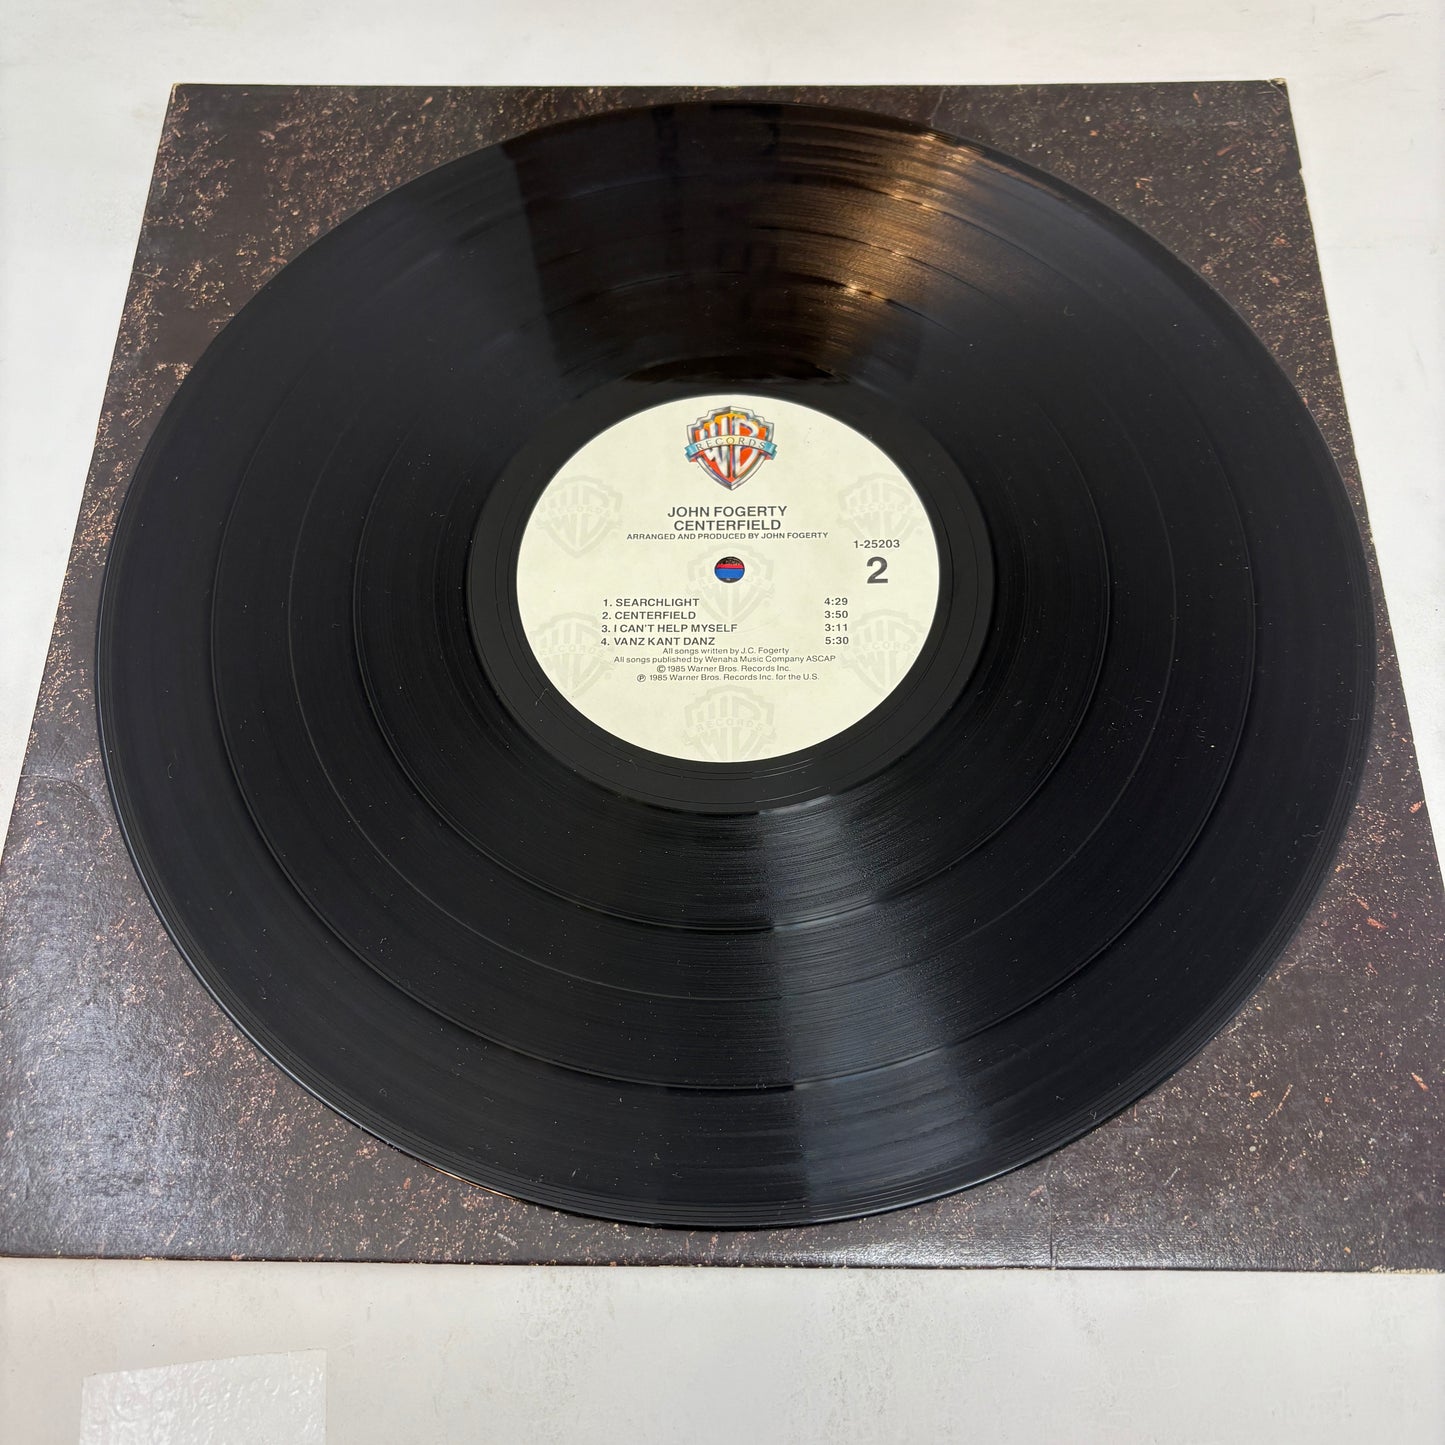 WB
RECORDS
JOHN FOGERTY
CENTERFIELD
ARRANGED AND PRODUCED BY JOHN FOGERTY
1-25203
2
1. SEARCHLIGHT 4:29
2. CENTERFIELD 3:50
3. I CAN'T HELP MYSELF 3:11
4. VANZ KANT DANZ 5:30
All songs written by J.C. Fogerty
All songs published by Wenaha Music Company ASCAP
© 1985 Warner Bros. Records Inc.
℗ 1985 Warner Bros. Records Inc. for the U.S.